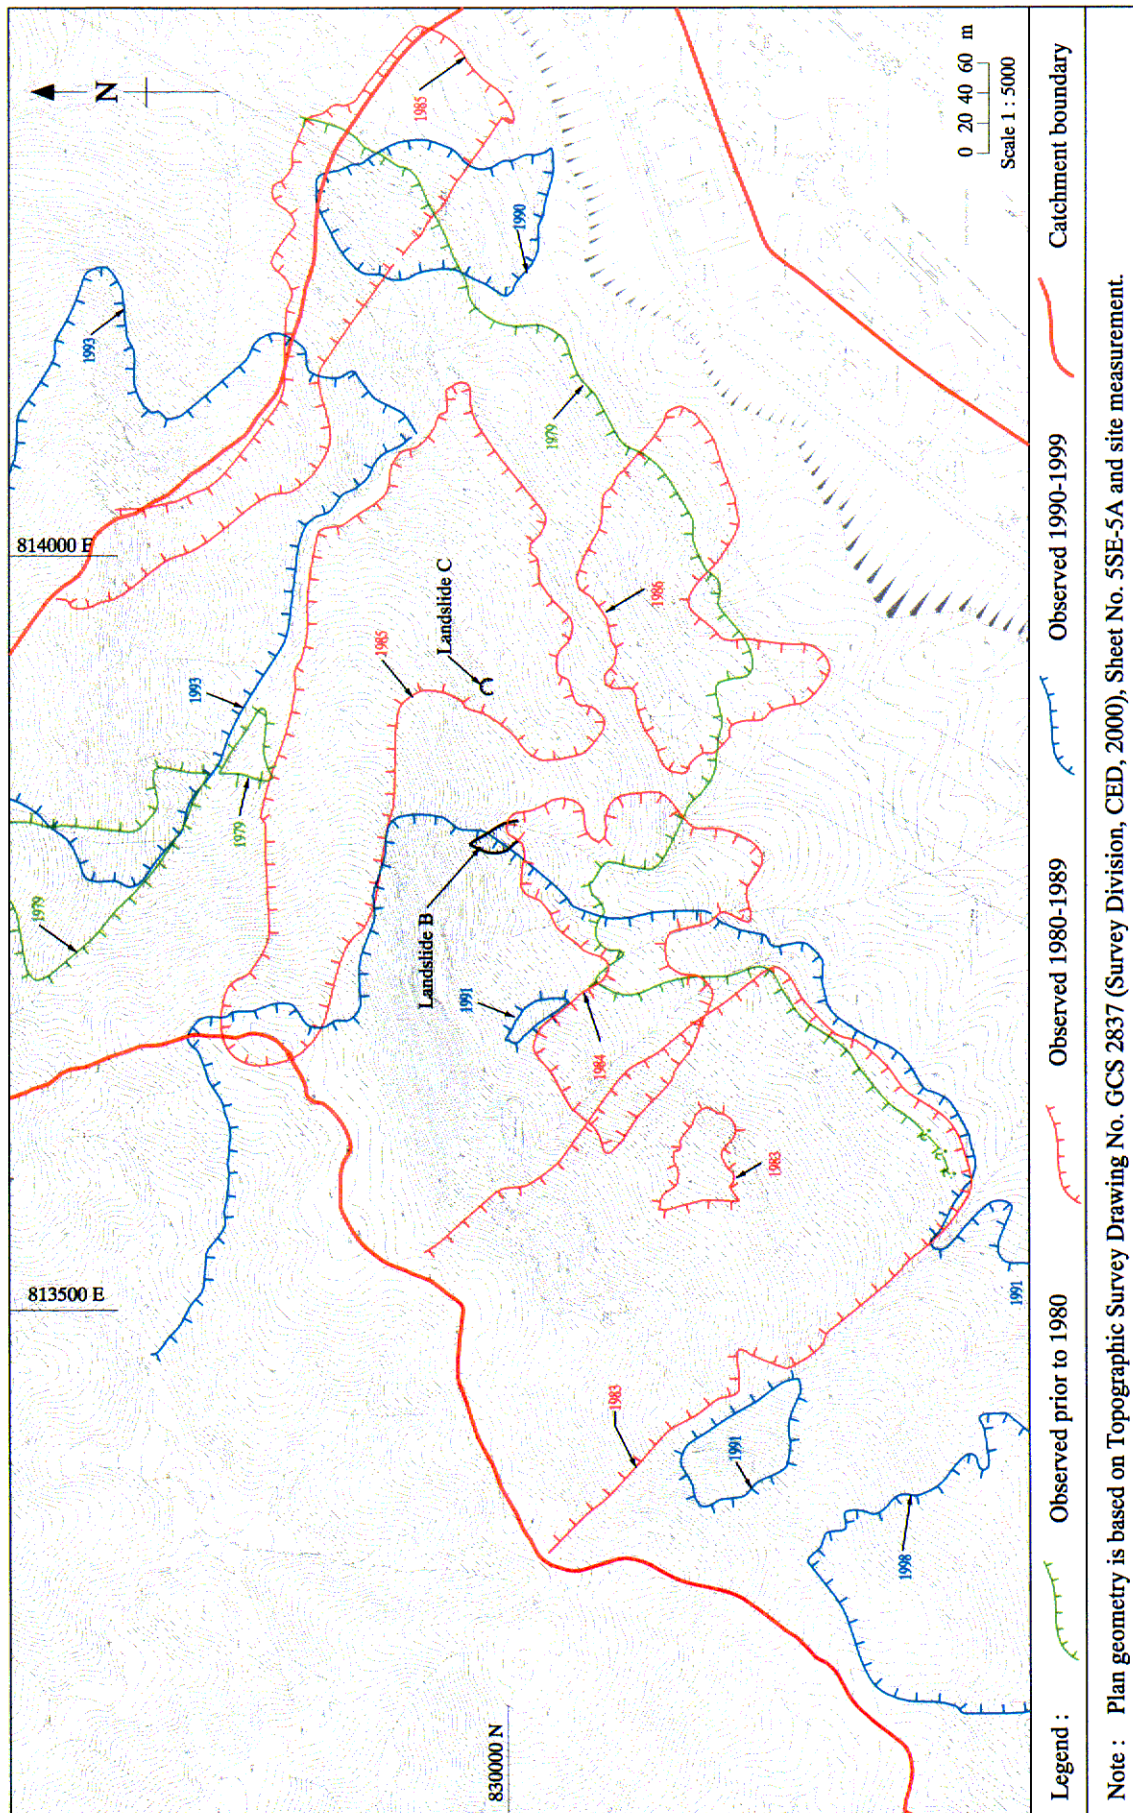 N
1985
1990
1993
1979
814000 E
1993
1985
Landslide C
1986
1979
1979
Landslide B
1991
1984
1983
813500 E
1991
1983
1991
1998
830000 N
0 20 40 60 m
Scale 1 : 5000
Legend :
Observed prior to 1980
Observed 1980-1989
Observed 1990-1999
Catchment boundary
Note : Plan geometry is based on Topographic Survey Drawing No. GCS 2837 (Survey Division, CED, 2000), Sheet No. 5SE-5A and site measurement.